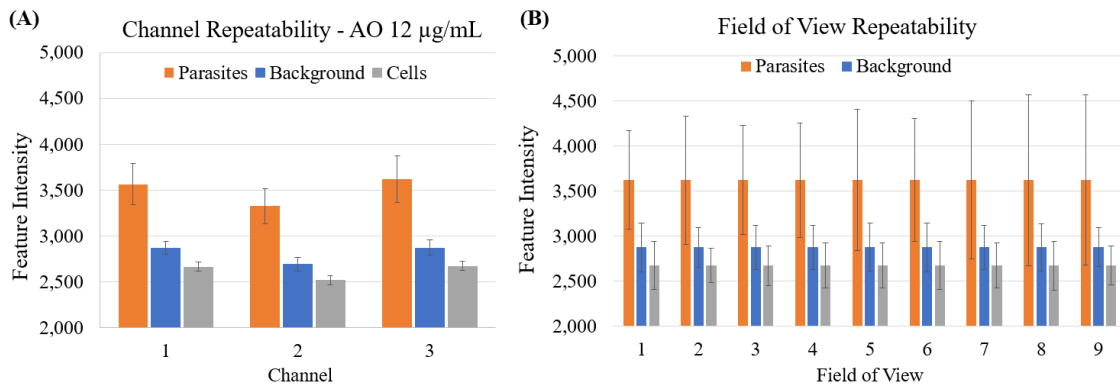 (A)
Channel Repeatability - AO 12 µg/mL
Parasites Background Cells
Feature Intensity
5,000
4,500
4,000
3,500
3,000
2,500
2,000
1 2 3
Channel
(B)
Field of View Repeatability
Parasites Background
Feature Intensity
5,000
4,500
4,000
3,500
3,000
2,500
2,000
1 2 3 4 5 6 7 8 9
Field of View